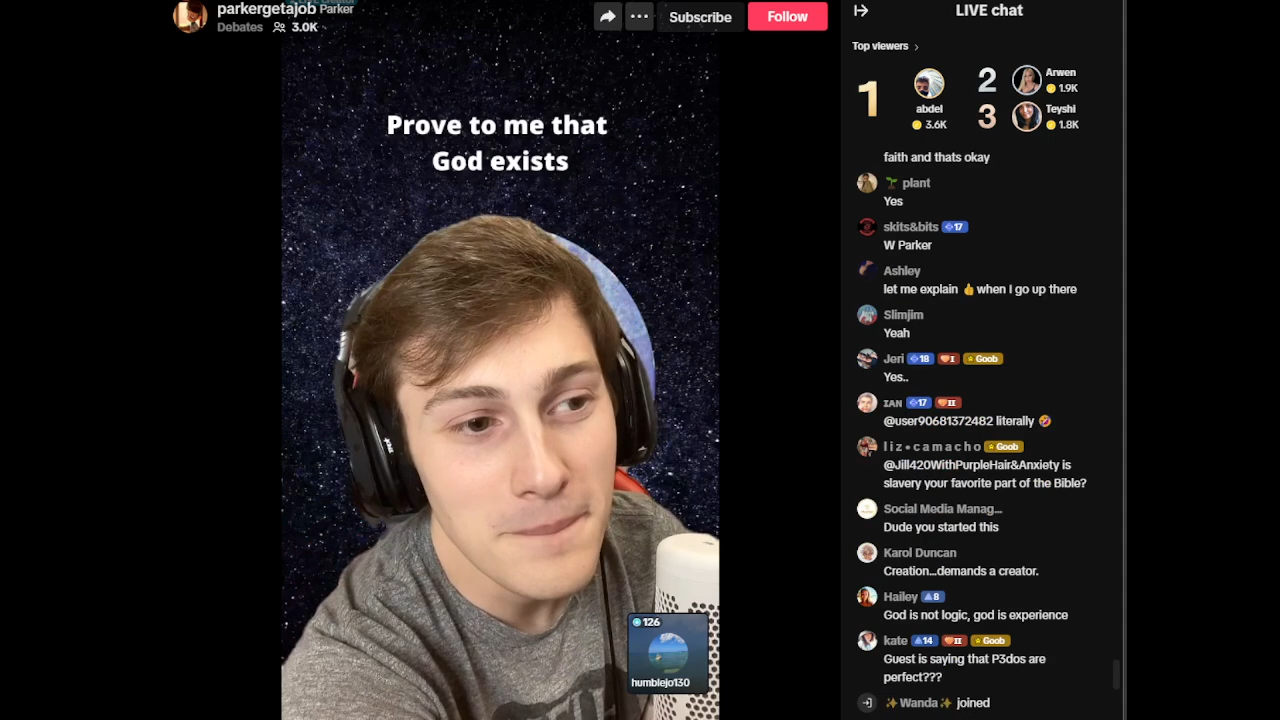 parkergetajob Parker
Debates 3.0K
Subscribe
Follow
LIVE chat
Top viewers >
1
abdel
3.6K
2
Arwen
1.9K
3
Teyshi
1.8K
Prove to me that
God exists
126
humblejo130
faith and thats okay
plant
Yes
skits&bits 17
W Parker
Ashley
let me explain 👍 when I go up there
Slimjim
Yeah
Jeri 18 I Goob
Yes..
IAN 17 II
@user90681372482 literally 🤣
liz•camacho Goob
@Jill420WithPurpleHair&Anxiety is
slavery your favorite part of the Bible?
Social Media Manag...
Dude you started this
Karol Duncan
Creation...demands a creator.
Hailey 8
God is not logic, god is experience
kate 14 II Goob
Guest is saying that P3dos are
perfect???
✨Wanda✨ joined